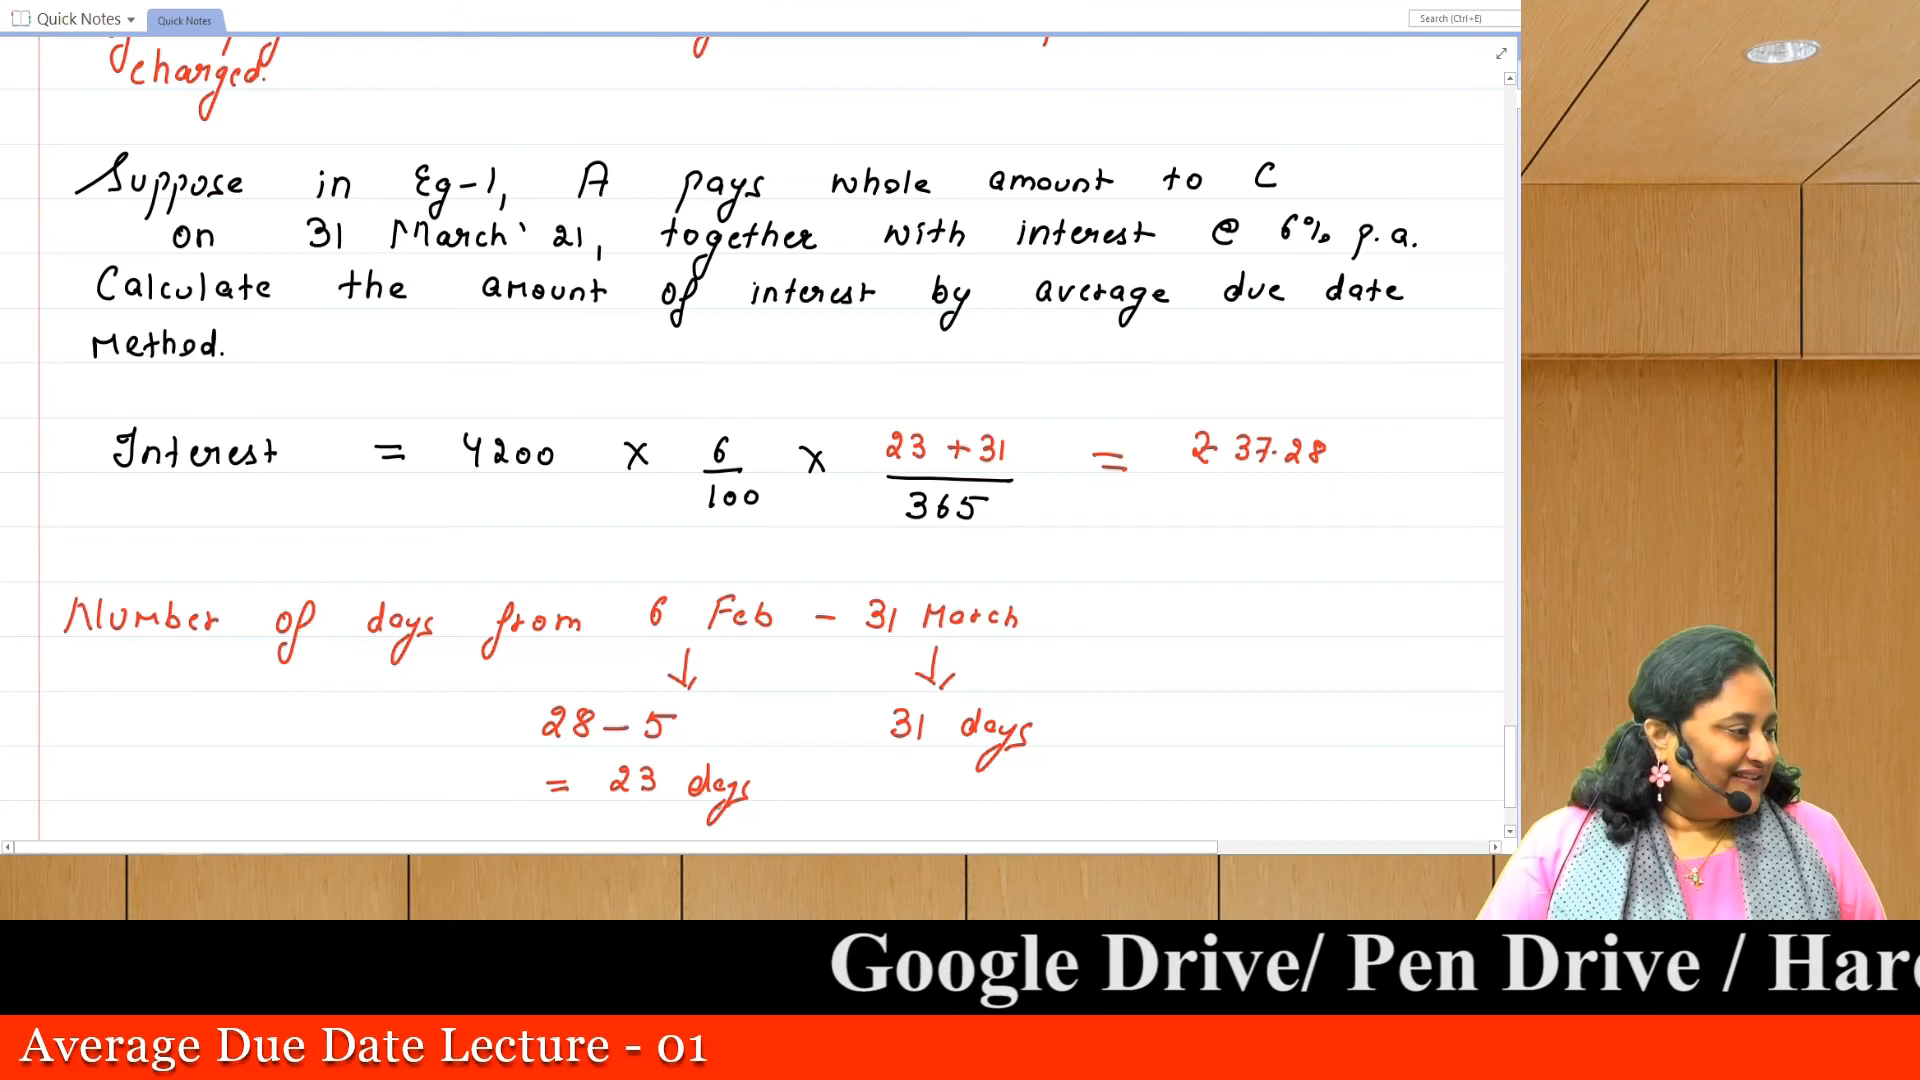 Quick Notes
Quick Notes
Search (Ctrl+E)
charged.
Suppose in Eg-1, A pays whole amount to C
on 31 March' 21, together with interest @ 6% p.a.
Calculate the amount of interest by average due date
Method.
Interest = 4200 x 6/100 x 23 + 31/365 = 37.28
Number of days from 6 Feb - 31 March
28 - 5
31 days
= 23 days
Google Drive/ Pen Drive / Hard
Average Due Date Lecture - 01